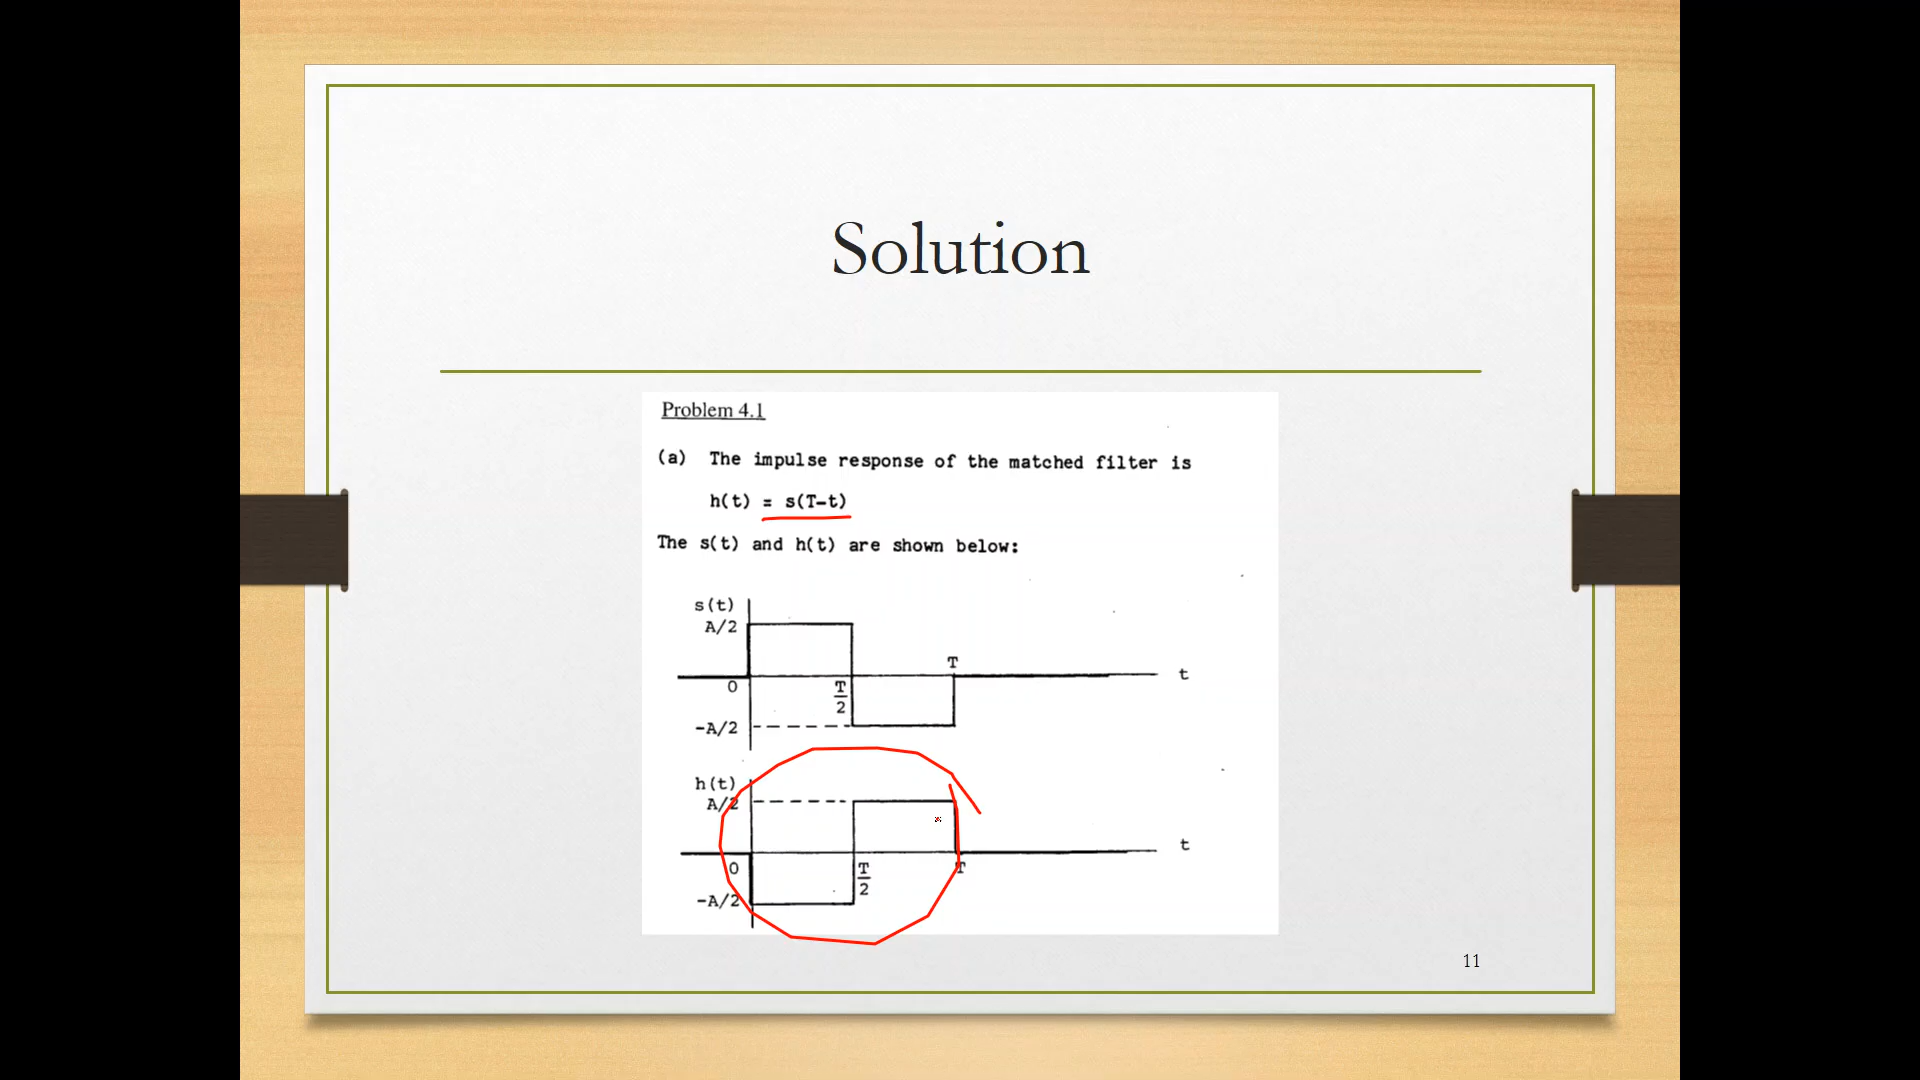 Solution
Problem 4.1
(a) The impulse response of the matched filter is
h(t) = s(T-t)
The s(t) and h(t) are shown below:
s(t)
A/2
T
t
0
T/2
-A/2
h(t)
A/2
t
0
T/2
T
-A/2
11